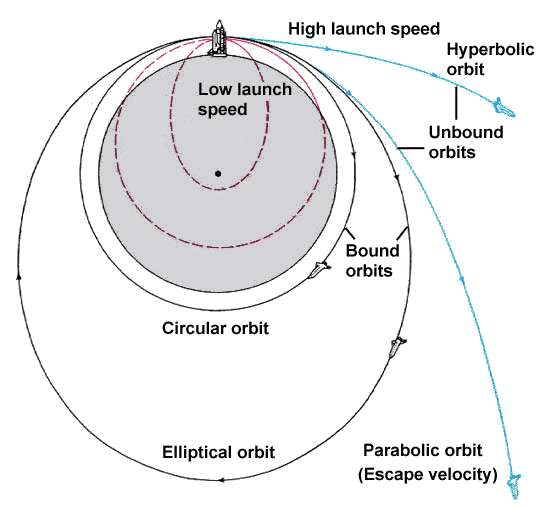 High launch speed
Hyperbolic
orbit
Low launch
speed
Unbound
orbits
Bound
orbits
Circular orbit
Elliptical orbit
Parabolic orbit
(Escape velocity)